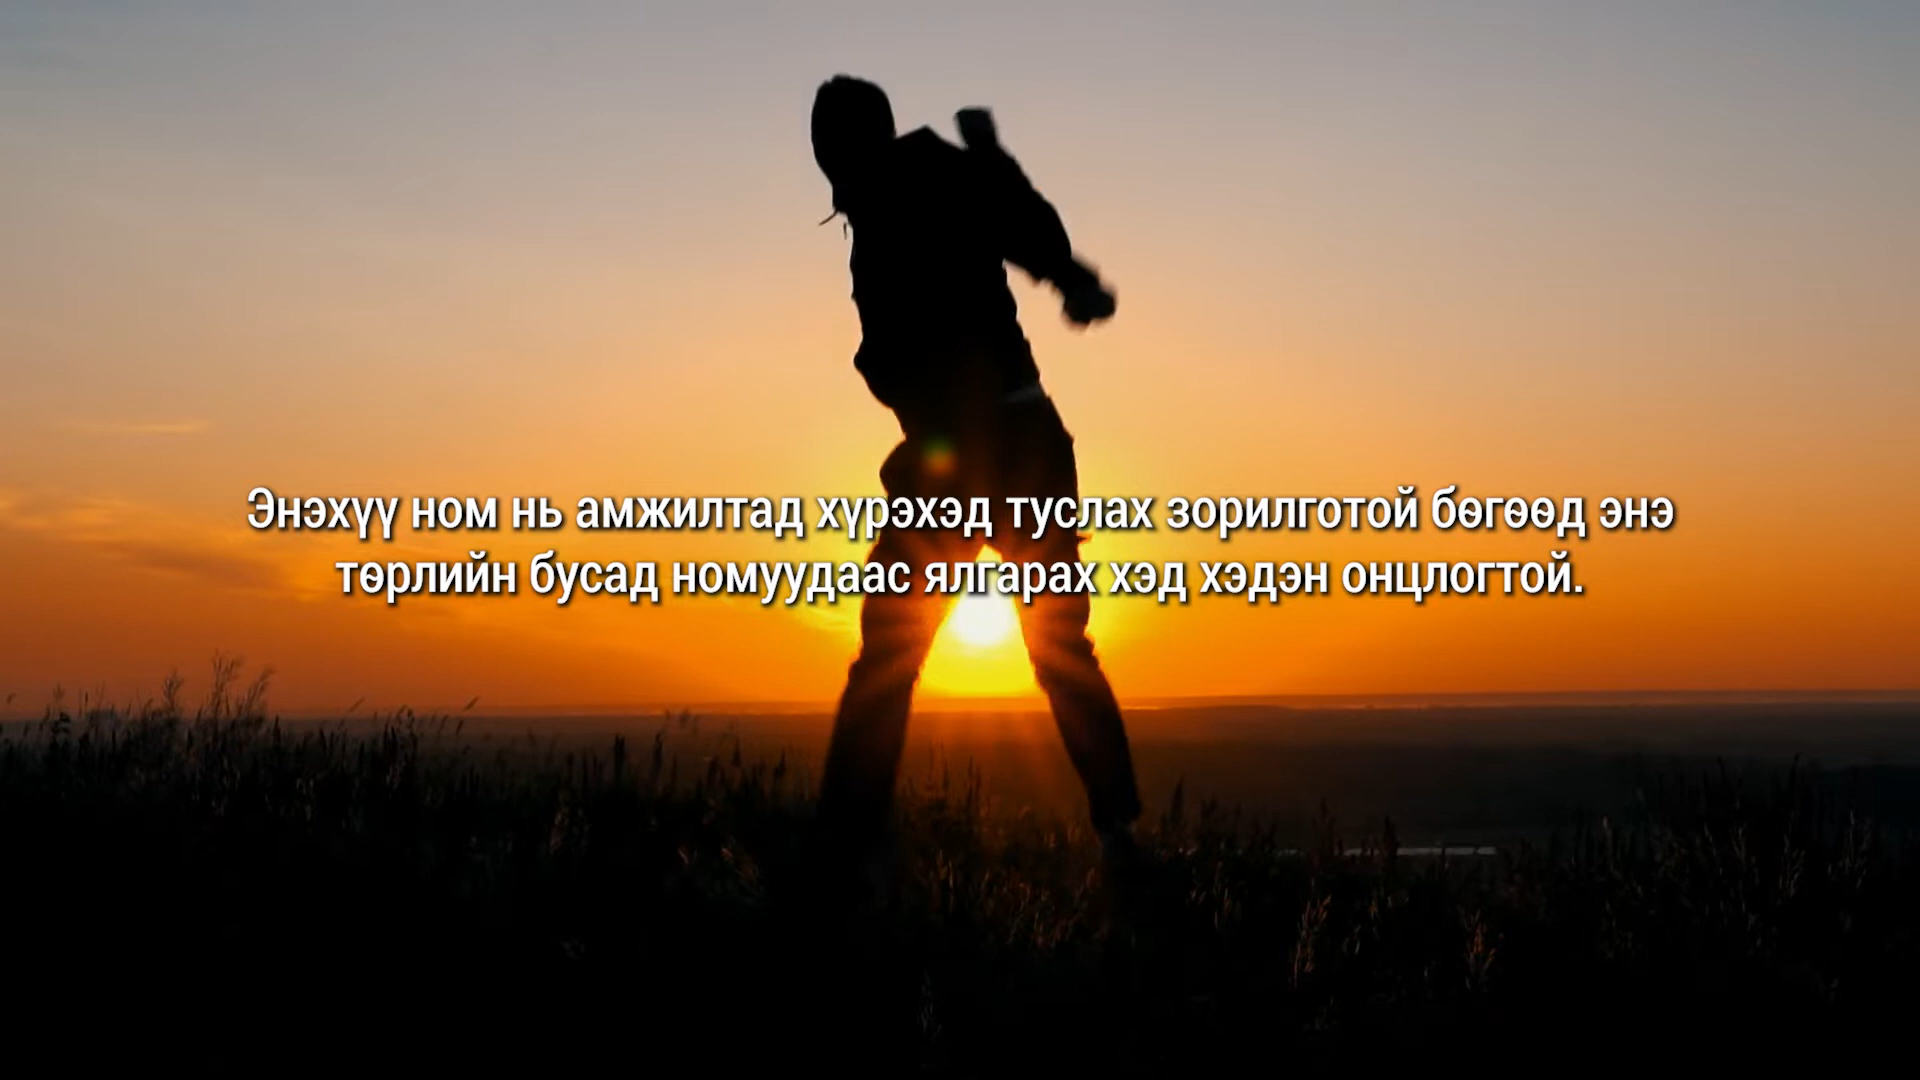 Энэхүү ном нь амжилтад хүрэхэд туслах зорилготой бөгөөд энэ
төрлийн бусад номуудаас ялгарах хэд хэдэн онцлогтой.